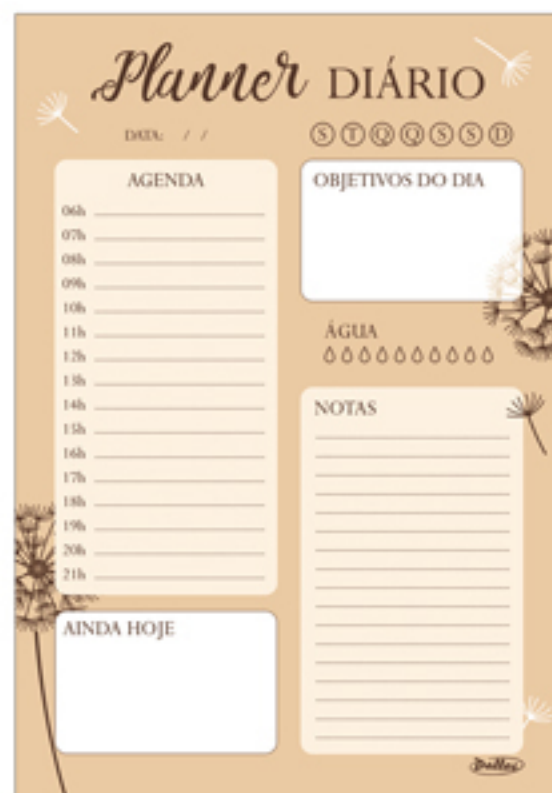 Planner DIÁRIO
DATA: / /
S T Q Q S S D
AGENDA
06h
07h
08h
09h
10h
11h
12h
13h
14h
15h
16h
17h
18h
19h
20h
21h
AINDA HOJE
OBJETIVOS DO DIA
ÁGUA
NOTAS